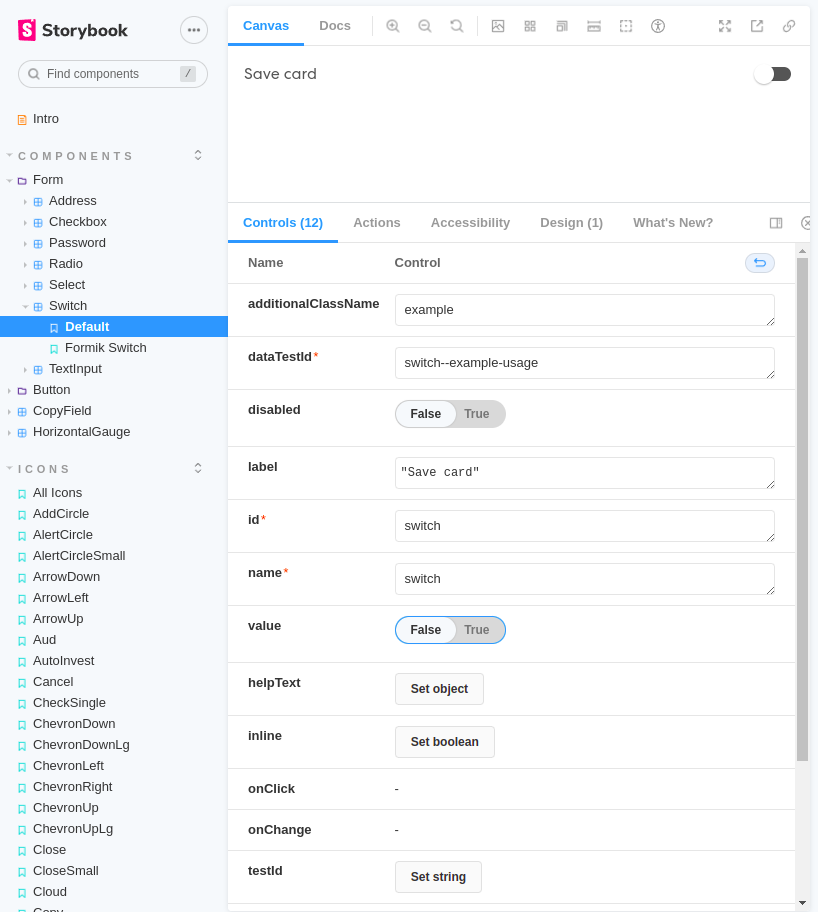 Storybook
Find components
/
Intro
COMPONENTS
Form
Address
Checkbox
Password
Radio
Select
Switch
Default
Formik Switch
TextInput
Button
CopyField
HorizontalGauge
ICONS
All Icons
AddCircle
AlertCircle
AlertCircleSmall
ArrowDown
ArrowLeft
ArrowUp
Aud
AutoInvest
Cancel
CheckSingle
ChevronDown
ChevronDownLg
ChevronLeft
ChevronRight
ChevronUp
ChevronUpLg
Close
CloseSmall
Cloud
Copy
Canvas Docs
Save card
Controls (12) Actions Accessibility Design (1) What's New?
Name Control
additionalClassName example
dataTestId* switch--example-usage
disabled False True
label "Save card"
id* switch
name* switch
value False True
helpText Set object
inline Set boolean
onClick -
onChange -
testId Set string